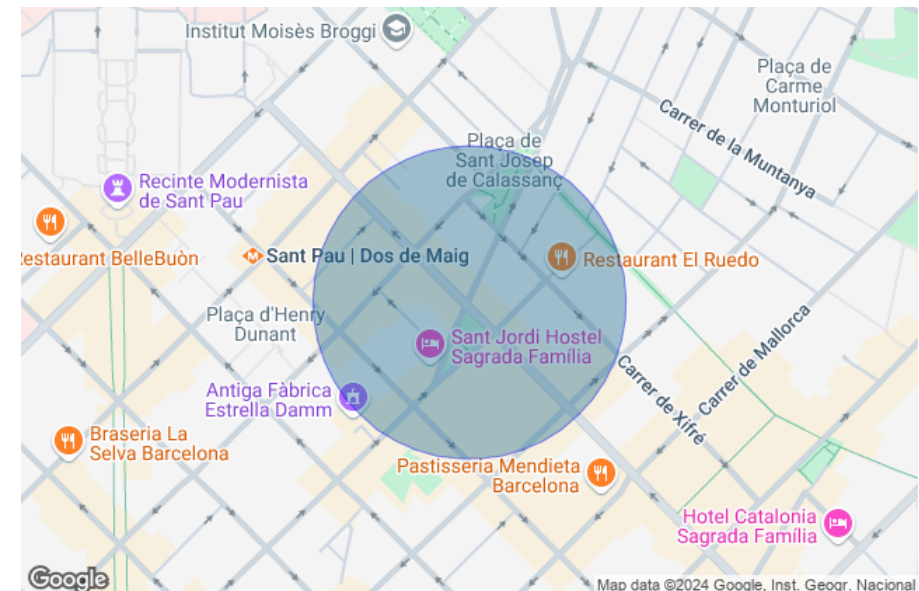 Institut Moisès Broggi
Plaça de
Carme
Monturiol
Carrer de la Muntanya
Plaça de
Sant Josep
de Calassanç
Recinte Modernista
de Sant Pau
estaurant BelleBuòn
Sant Pau | Dos de Maig
Restaurant El Ruedo
Plaça d'Henry
Dunant
Sant Jordi Hostel
Sagrada Família
Carrer de Mallorca
Carrer de Xifré
Antiga Fàbrica
Estrella Damm
Braseria La
Selva Barcelona
Pastisseria Mendieta
Barcelona
Hotel Catalonia
Sagrada Família
Google
Map data ©2024 Google, Inst. Geogr. Nacional